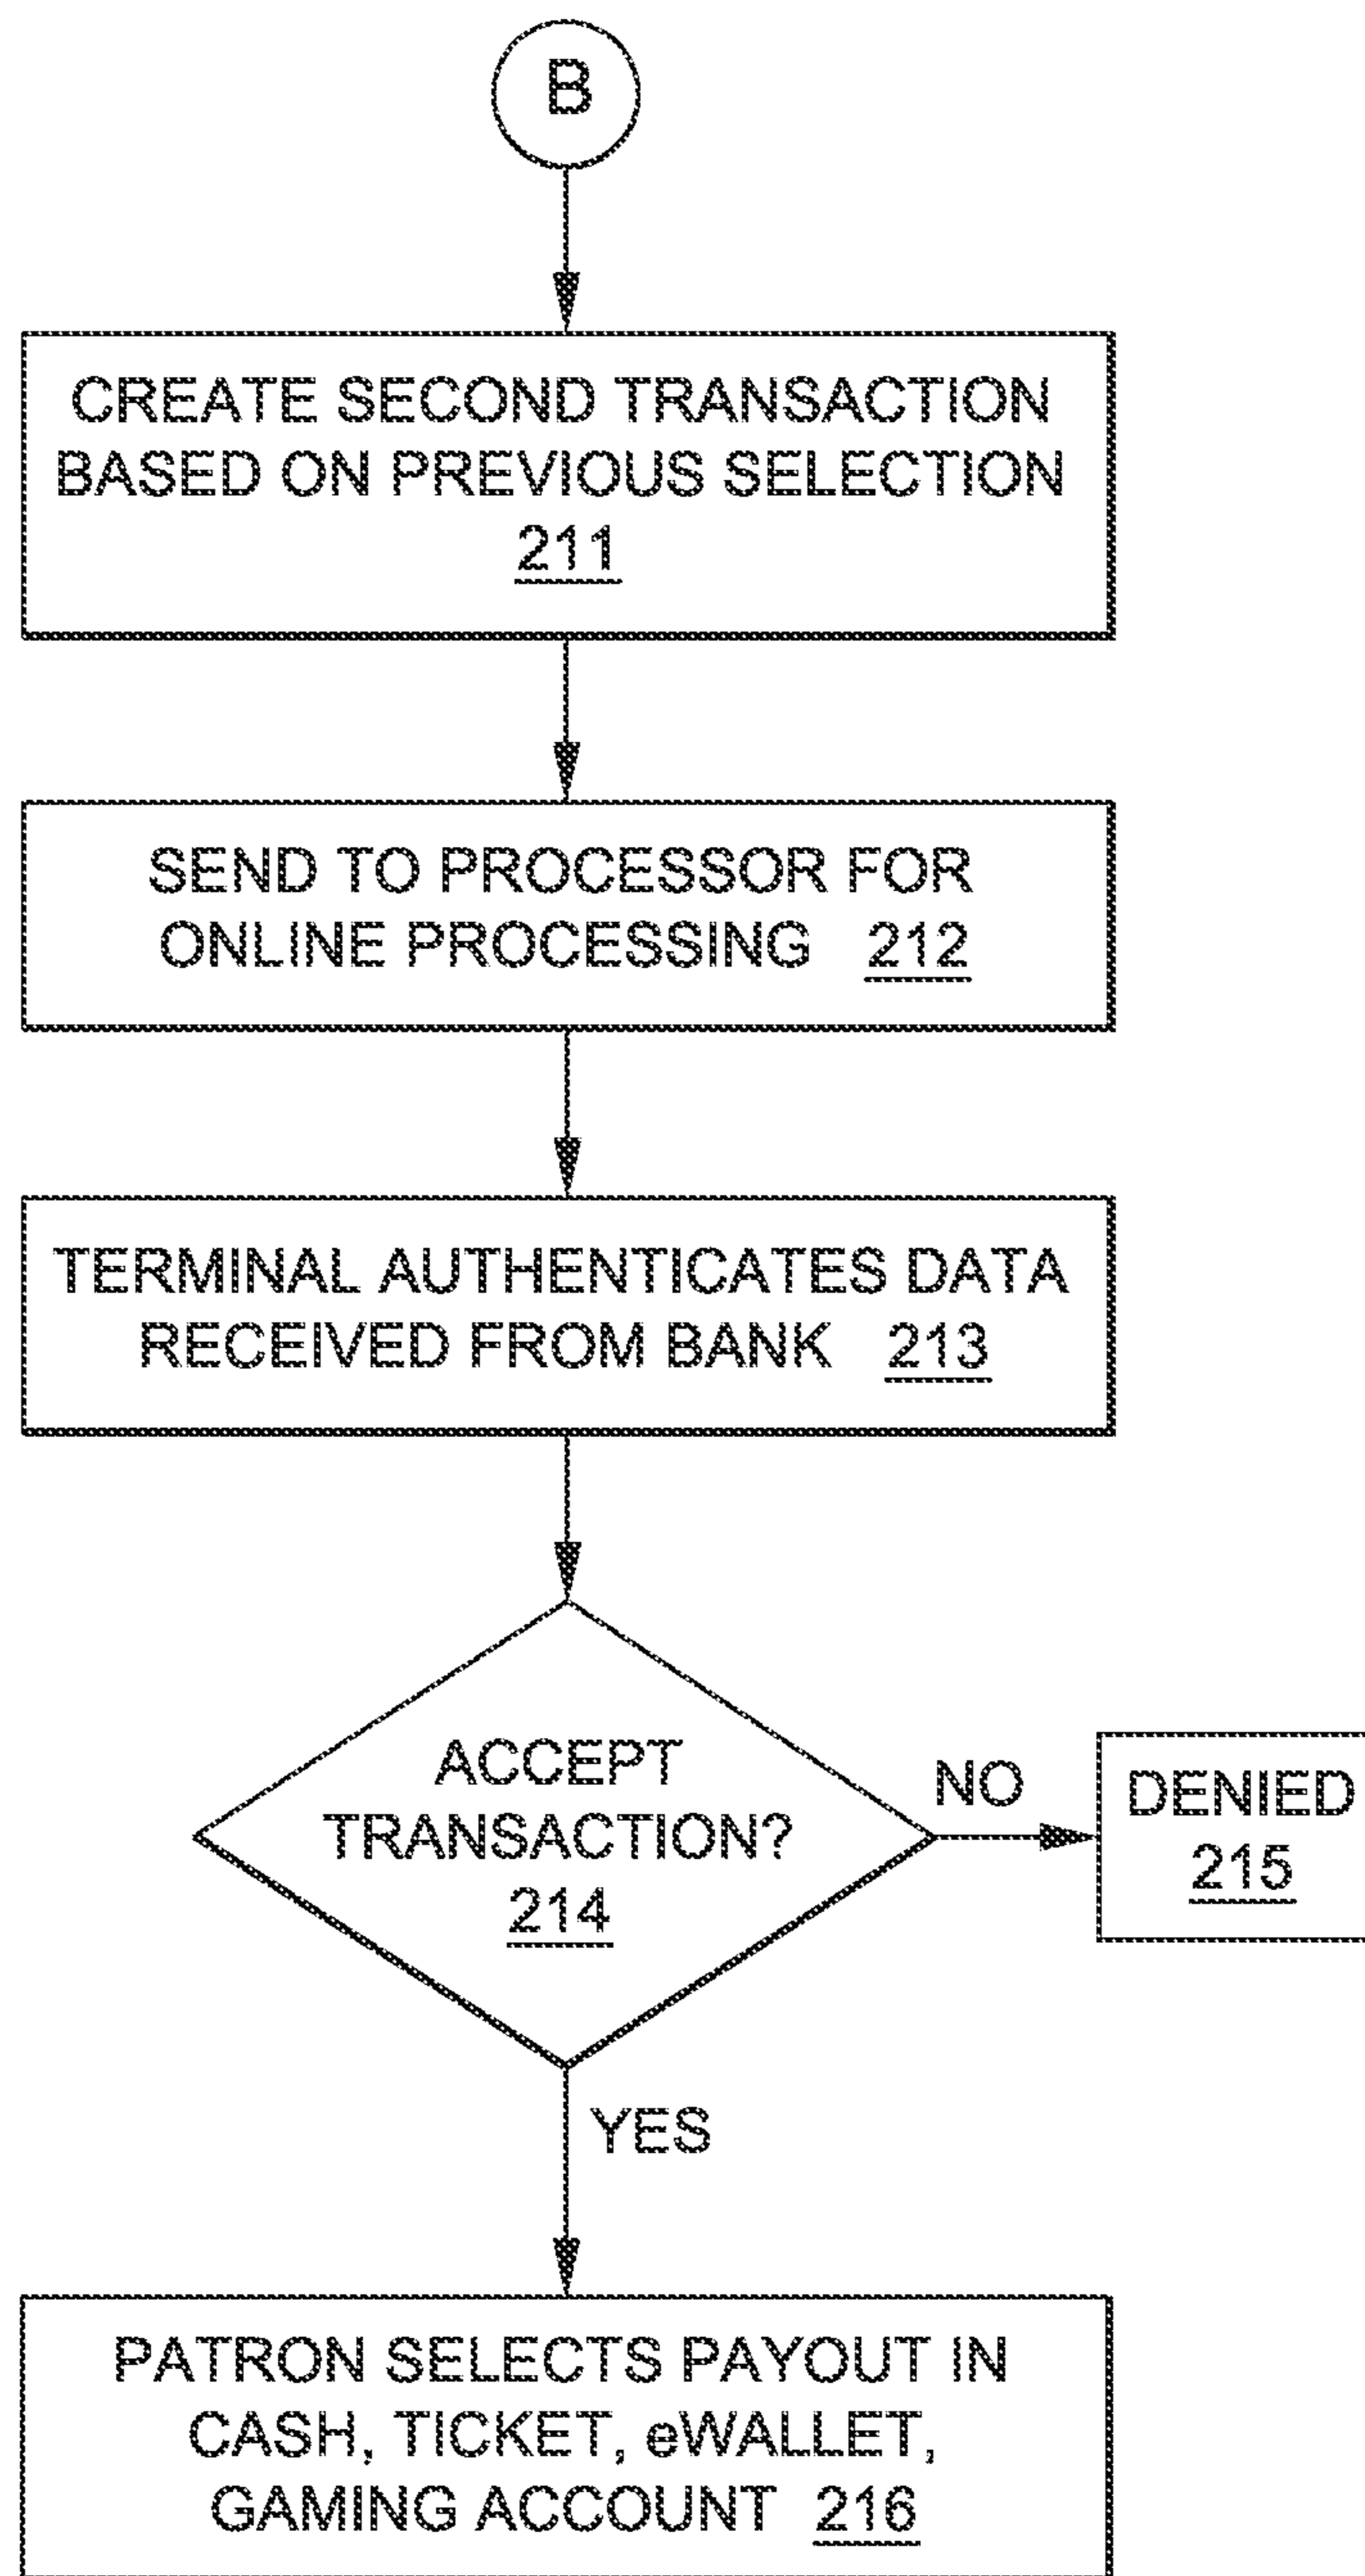 B
CREATE SECOND TRANSACTION
BASED ON PREVIOUS SELECTION
211
SEND TO PROCESSOR FOR
ONLINE PROCESSING 212
TERMINAL AUTHENTICATES DATA
RECEIVED FROM BANK 213
ACCEPT
TRANSACTION?
214
NO
DENIED
215
YES
PATRON SELECTS PAYOUT IN
CASH, TICKET, eWALLET,
GAMING ACCOUNT 216